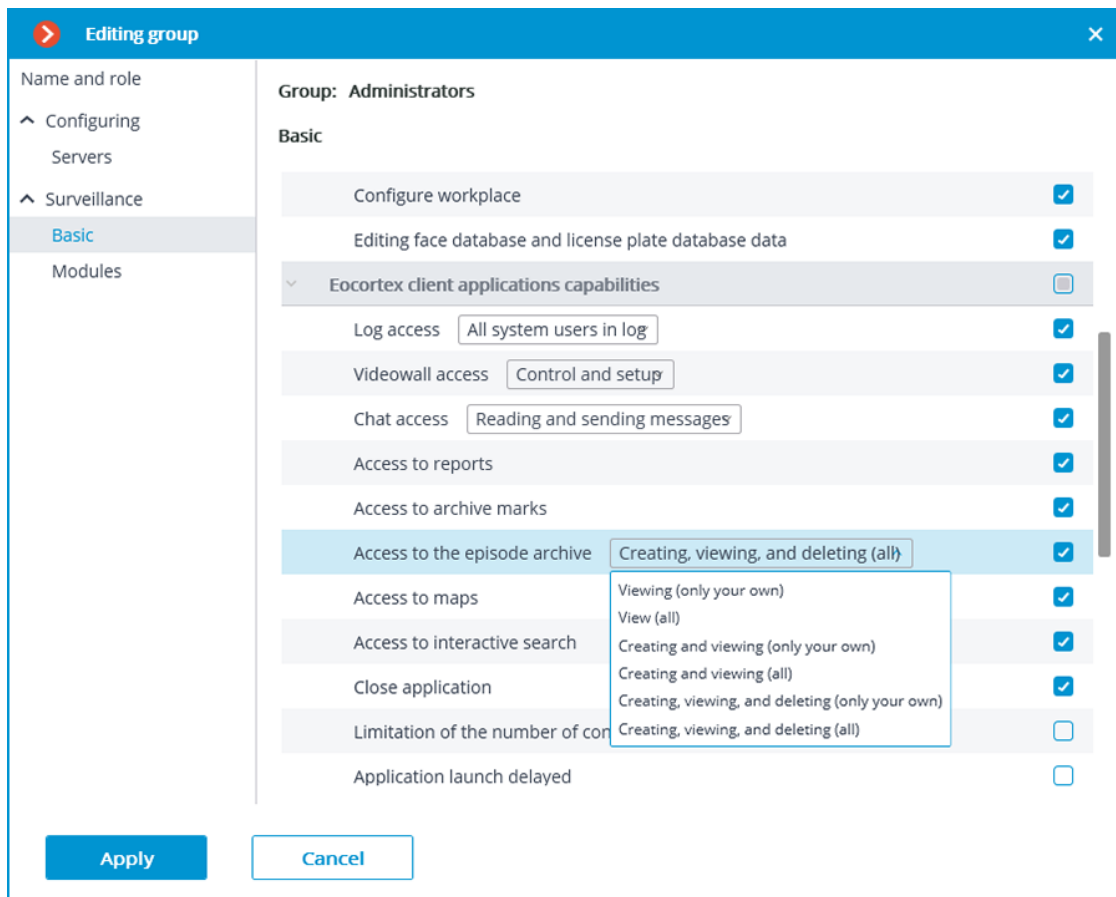 Editing group
Name and role
Configuring
Servers
Surveillance
Basic
Modules
Group: Administrators
Basic
Configure workplace
Editing face database and license plate database data
Eocortex client applications capabilities
Log access All system users in log
Videowall access Control and setup
Chat access Reading and sending messages
Access to reports
Access to archive marks
Access to the episode archive Creating, viewing, and deleting (all)
Viewing (only your own)
View (all)
Creating and viewing (only your own)
Creating and viewing (all)
Creating, viewing, and deleting (only your own)
Creating, viewing, and deleting (all)
Access to maps
Access to interactive search
Close application
Limitation of the number of
Application launch delayed
Apply Cancel